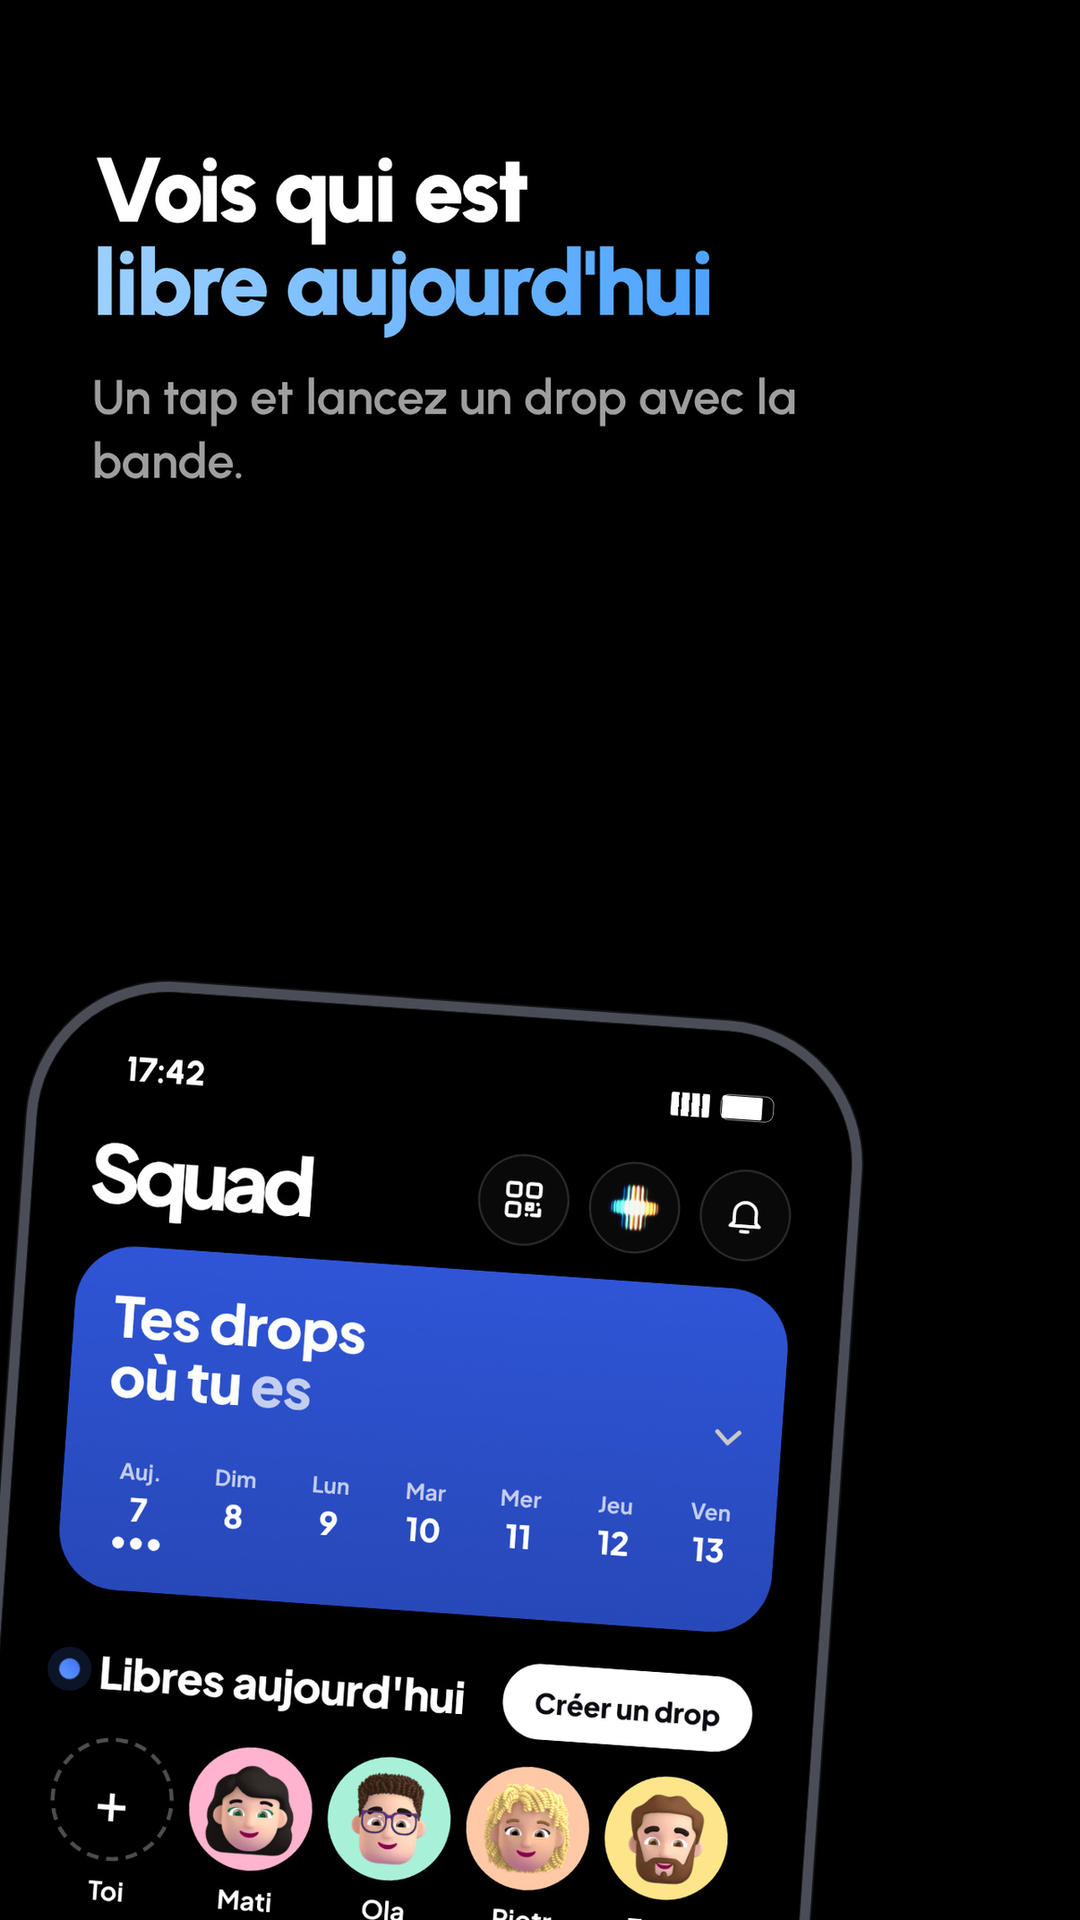 Vois qui est
libre aujourd'hui
Un tap et lancez un drop avec la
bande.
17:42
Squad
Tes drops
où tu es
Auj. Dim Lun Mar Mer Jeu Ven
7 8 9 10 11 12 13
Libres aujourd'hui
Créer un drop
Toi Mati Ola